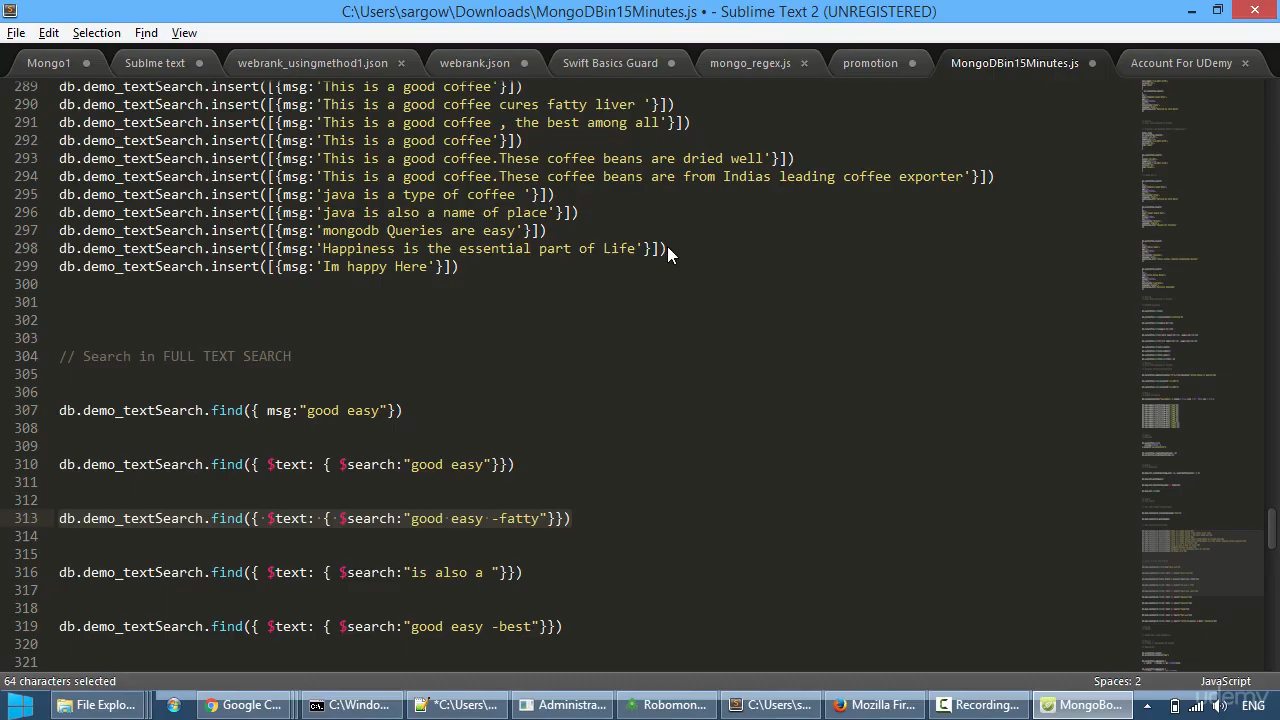 C:\Users\sargow\Downloads\MongoDBin15Minutes.js • - Sublime Text 2 (UNREGISTERED)
File Edit Selection Find View
Mongo1 Sublme text webrank_usingmethod1.json webrank.json Swift Basics Guard mongo_regex.js promotion MongoDBin15Minutes.js Account For UDemy
289 db.demo_textSearch.insert([{msg:'This is a good coffee'}])
290 db.demo_textSearch.insert([{msg:'This is a good coffee cures fatty liver '}])
291 db.demo_textSearch.insert([{msg:'This is a good coffee , it tastes as well'}])
292 db.demo_textSearch.insert([{msg:'This is a good coffee'}])
293 db.demo_textSearch.insert([{msg:'This is a good coffee.These coffee beans are dried well'}])
294 db.demo_textSearch.insert([{msg:'This is a good coffee.These coffee beans are from Indias leading coffee exporter'}])
295 db.demo_textSearch.insert([{msg:'java is a good coffee'}])
296 db.demo_textSearch.insert([{msg:'java is also name of place'}])
297 db.demo_textSearch.insert([{msg:'mongo Queries are easy'}])
298 db.demo_textSearch.insert([{msg:'Happiness is the essential part of Life'}])
299 db.demo_textSearch.insert([{msg:'Im happy Here'}])
300
301
302
303
304 // Search in FULL TEXT SEARCH
305
306
307 db.demo_textSearch.find({ msg:"bad easy"})
308
309
310 db.demo_textSearch.find({ $text: { $search:"good java"}})
311
312
313 db.demo_textSearch.find({ $text: { $search:"good java -fatty" }})
314
315
316 db.demo_textSearch.find({ $text: { $search:"is are"}})
317
318
319 db.demo_textSearch.find({ $text: { $search:"good java easy"}})
320
321
64 characters selected
Spaces: 2 JavaScript
udemy
File Explo... Google C... C:\Windo... *C:\Users... Administra... Robomon... C:\Users\... Mozilla Fir... Recording... MongoBo... ENG